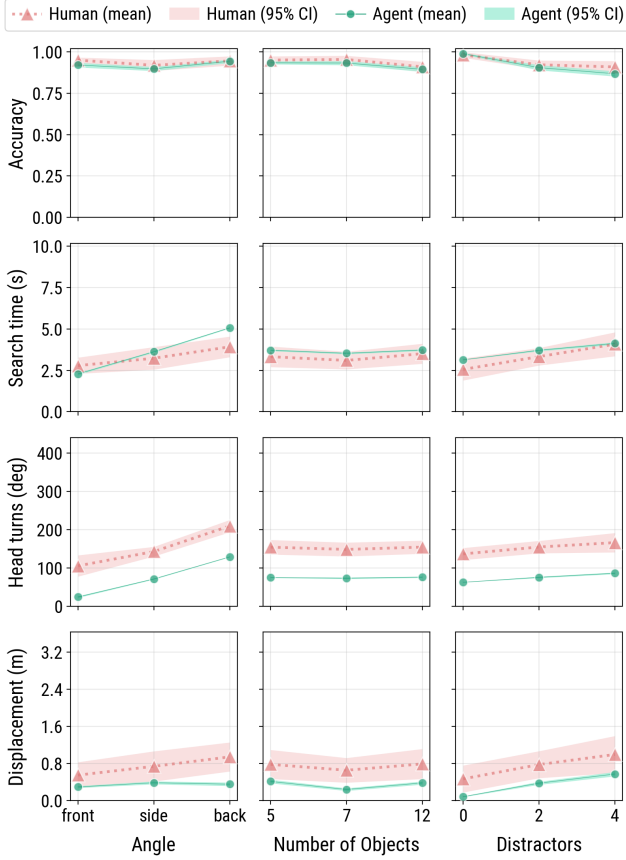 Human (mean) Human (95% CI) Agent (mean) Agent (95% CI)
Accuracy
1.00
0.75
0.50
0.25
0.00
Search time (s)
10.0
7.5
5.0
2.5
0.0
Head turns (deg)
400
300
200
100
0
Displacement (m)
3.2
2.4
1.6
0.8
0.0
front side back 5 7 12 0 2 4
Angle Number of Objects Distractors